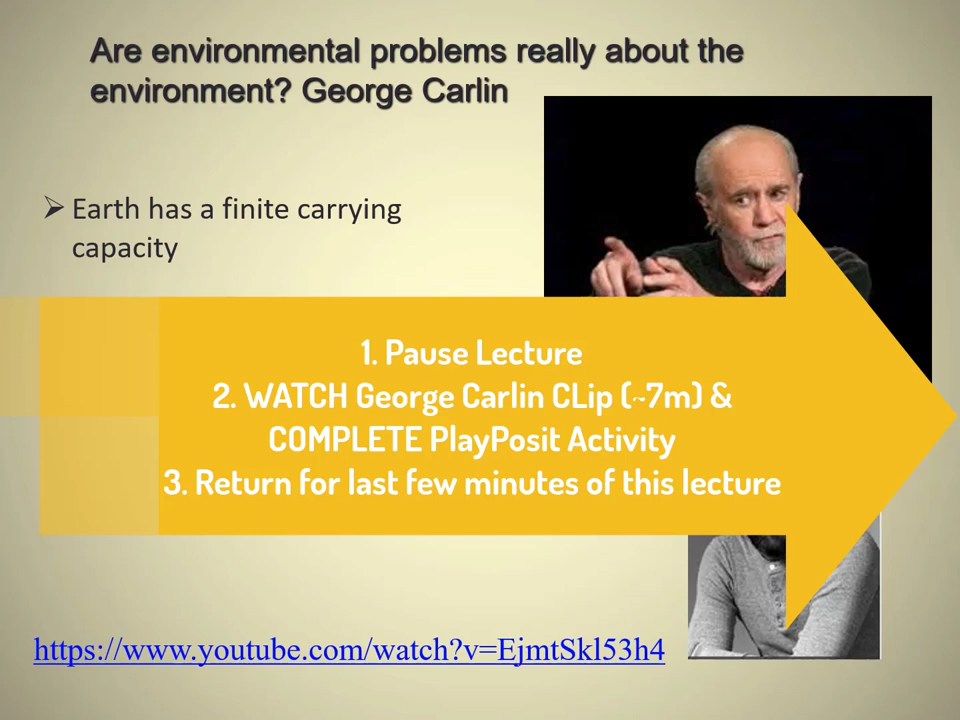 Are environmental problems really about the
environment? George Carlin
➢ Earth has a finite carrying
capacity
1. Pause Lecture
2. WATCH George Carlin CLip (~7m) &
COMPLETE PlayPosit Activity
3. Return for last few minutes of this lecture
https://www.youtube.com/watch?v=EjmtSkl53h4